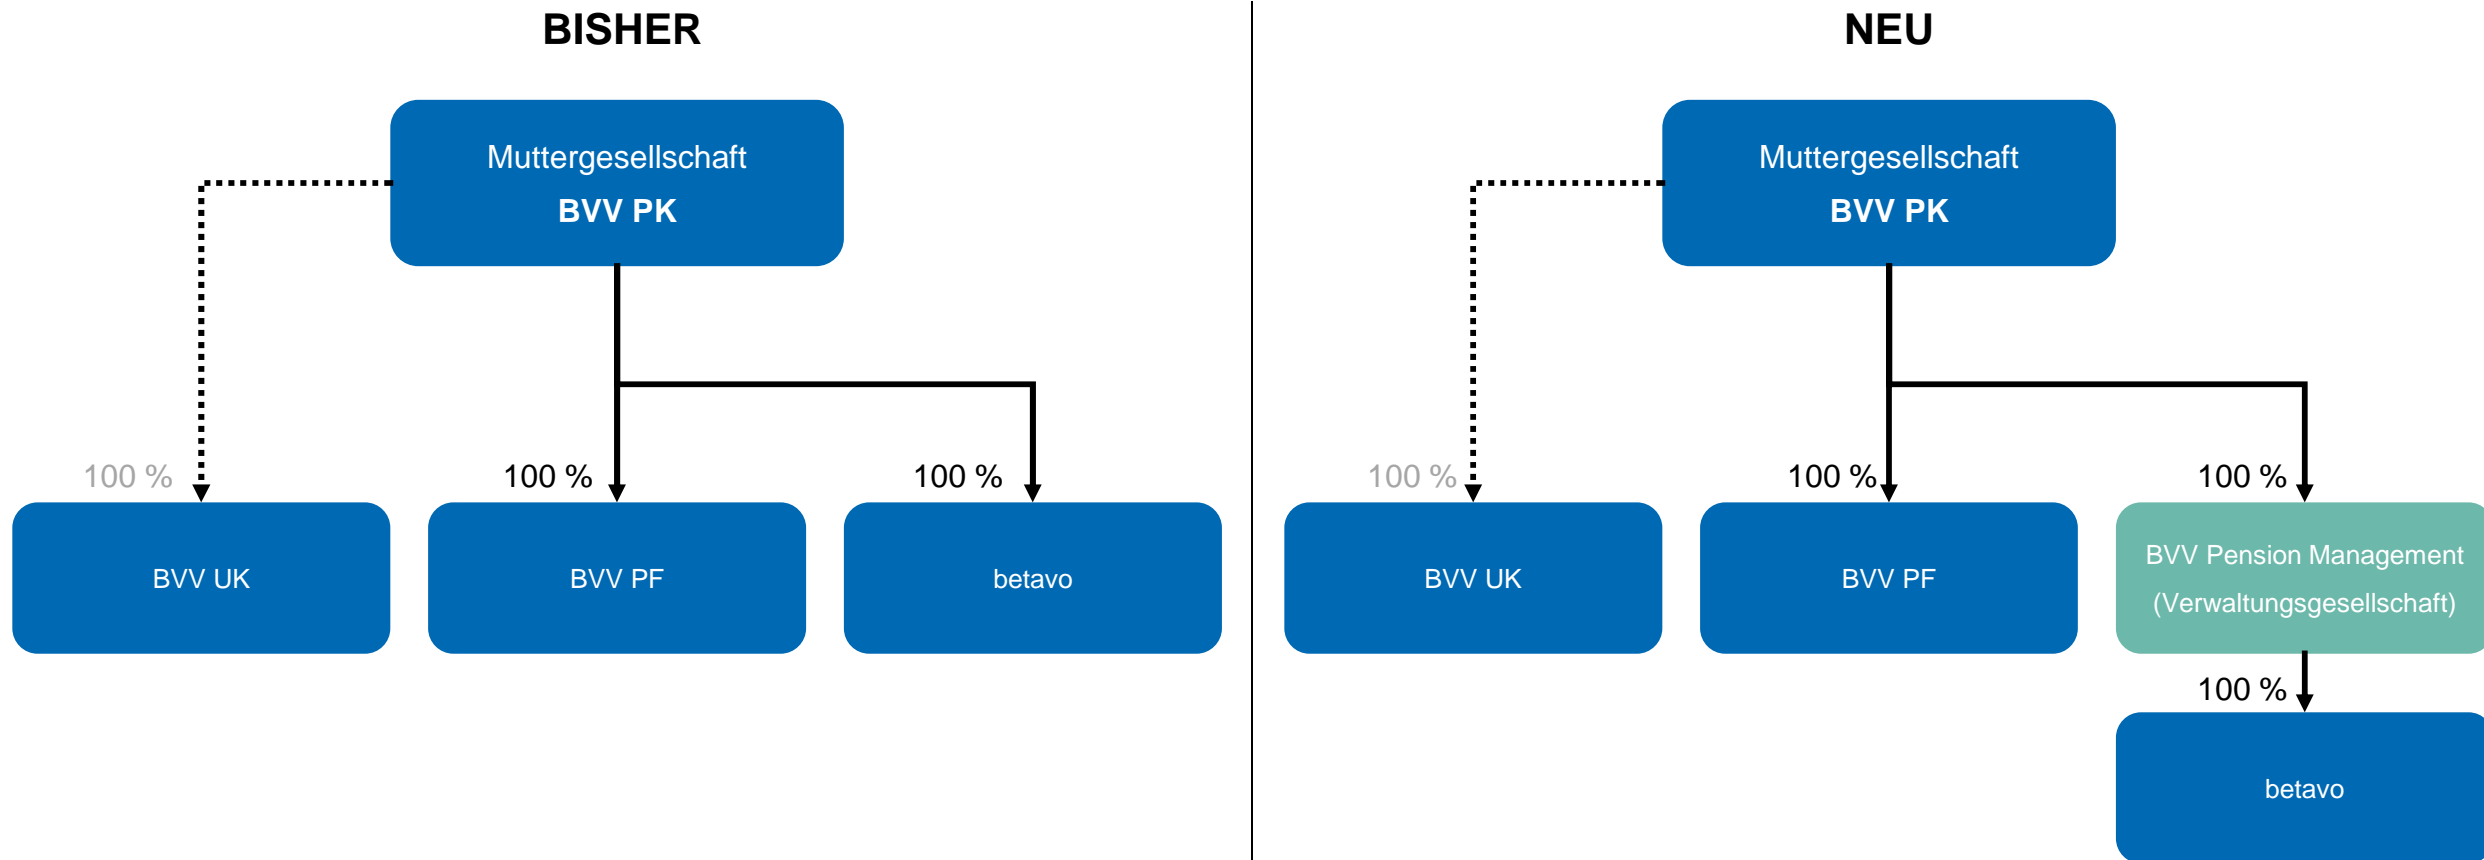 BISHER
Muttergesellschaft
BVV PK
100 %
100 %
100 %
BVV UK
BVV PF
betavo
NEU
Muttergesellschaft
BVV PK
100 %
100 %
100 %
BVV UK
BVV PF
BVV Pension Management
(Verwaltungsgesellschaft)
100 %
betavo